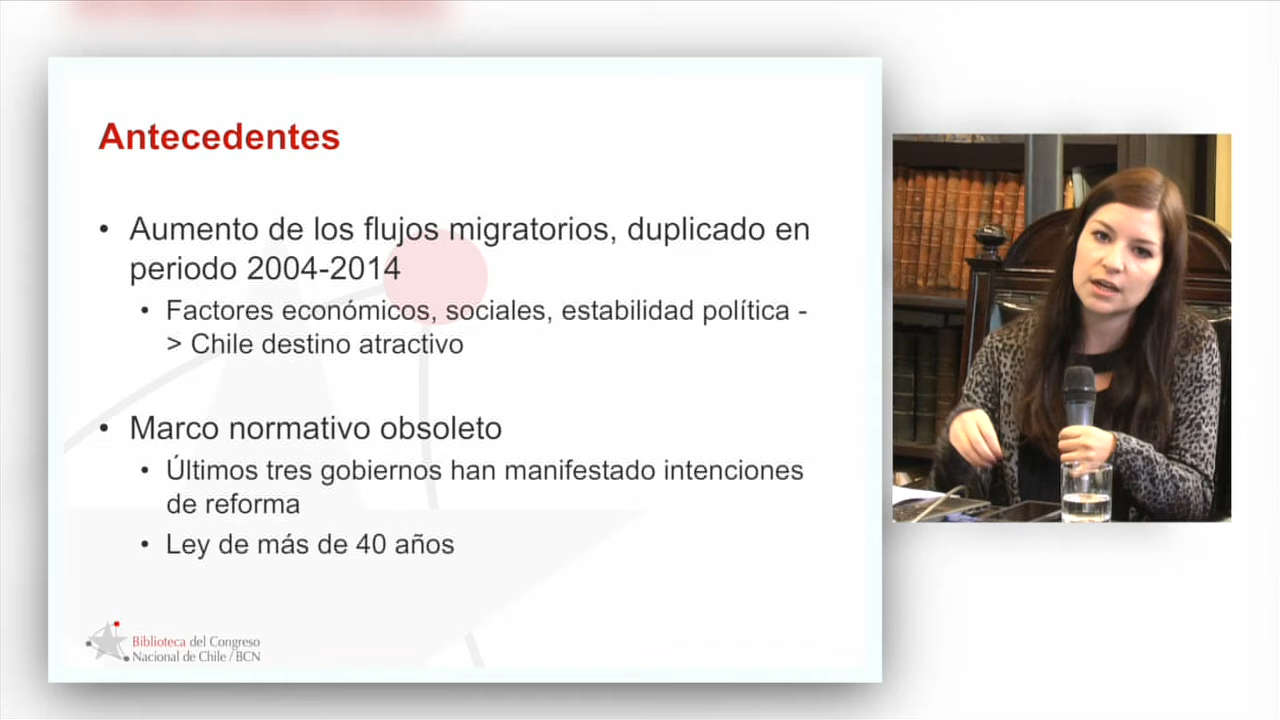 Antecedentes
• Aumento de los flujos migratorios, duplicado en
periodo 2004-2014
• Factores económicos, sociales, estabilidad política -
> Chile destino atractivo
• Marco normativo obsoleto
• Últimos tres gobiernos han manifestado intenciones
de reforma
• Ley de más de 40 años
Biblioteca del Congreso
Nacional de Chile / BCN